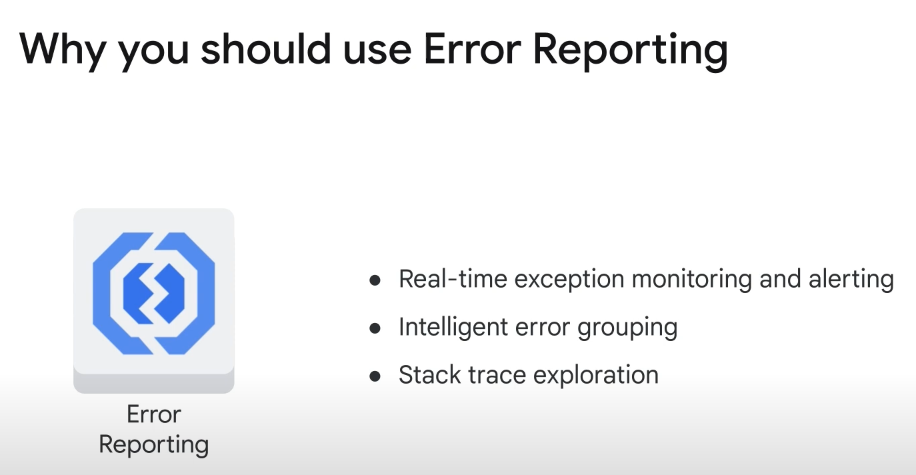 Why you should use Error Reporting
● Real-time exception monitoring and alerting
● Intelligent error grouping
● Stack trace exploration
Error
Reporting